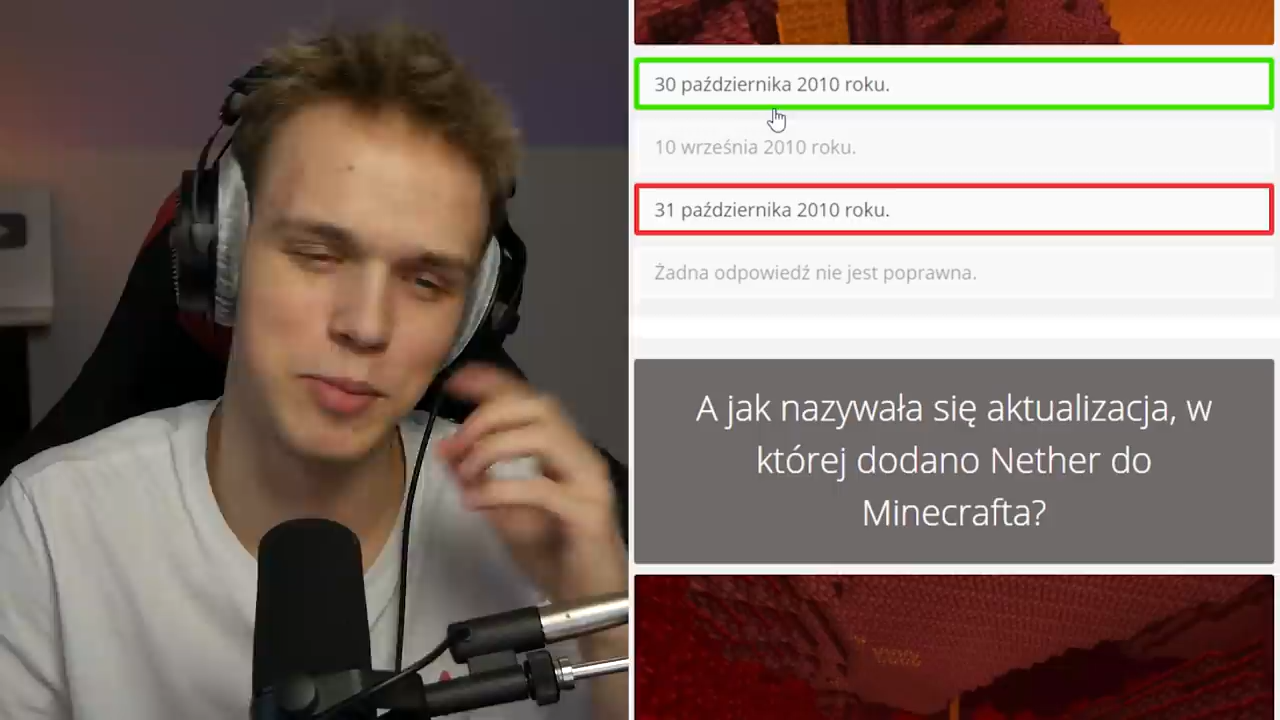 30 października 2010 roku.
10 września 2010 roku.
31 października 2010 roku.
Żadna odpowiedź nie jest poprawna.
A jak nazywała się aktualizacja, w
której dodano Nether do
Minecrafta?